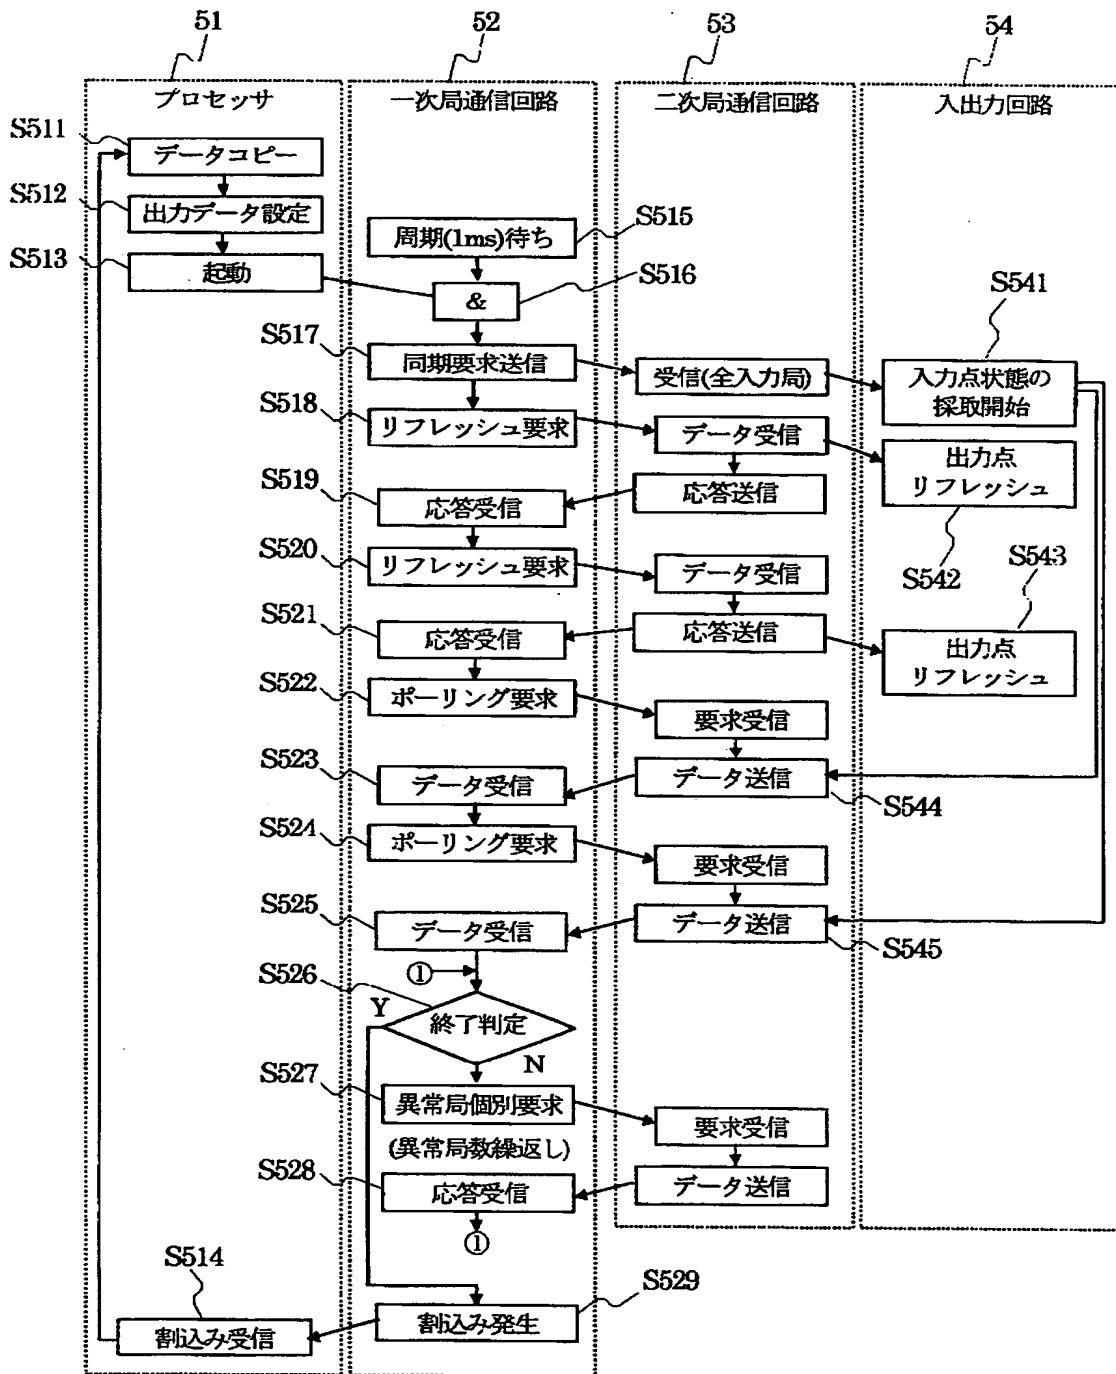 51
52
53
54
プロセッサ
一次局通信回路
二次局通信回路
入出力回路
S511
データコピー
S512
出力データ設定
S513
起動
周期(1ms)待ち
S515
&
S516
S517
同期要求送信
受信(全入力局)
S541
入力点状態の
採取開始
S518
リフレッシュ要求
データ受信
出力点
リフレッシュ
S542
S519
応答受信
応答送信
S520
リフレッシュ要求
データ受信
S543
S521
応答受信
応答送信
出力点
リフレッシュ
S522
ポーリング要求
要求受信
S523
データ受信
データ送信
S544
S524
ポーリング要求
要求受信
S525
データ受信
データ送信
S545
①
S526
Y
終了判定
N
S527
異常局個別要求
要求受信
(異常局数繰返し)
S528
応答受信
データ送信
①
S514
割込み受信
割込み発生
S529